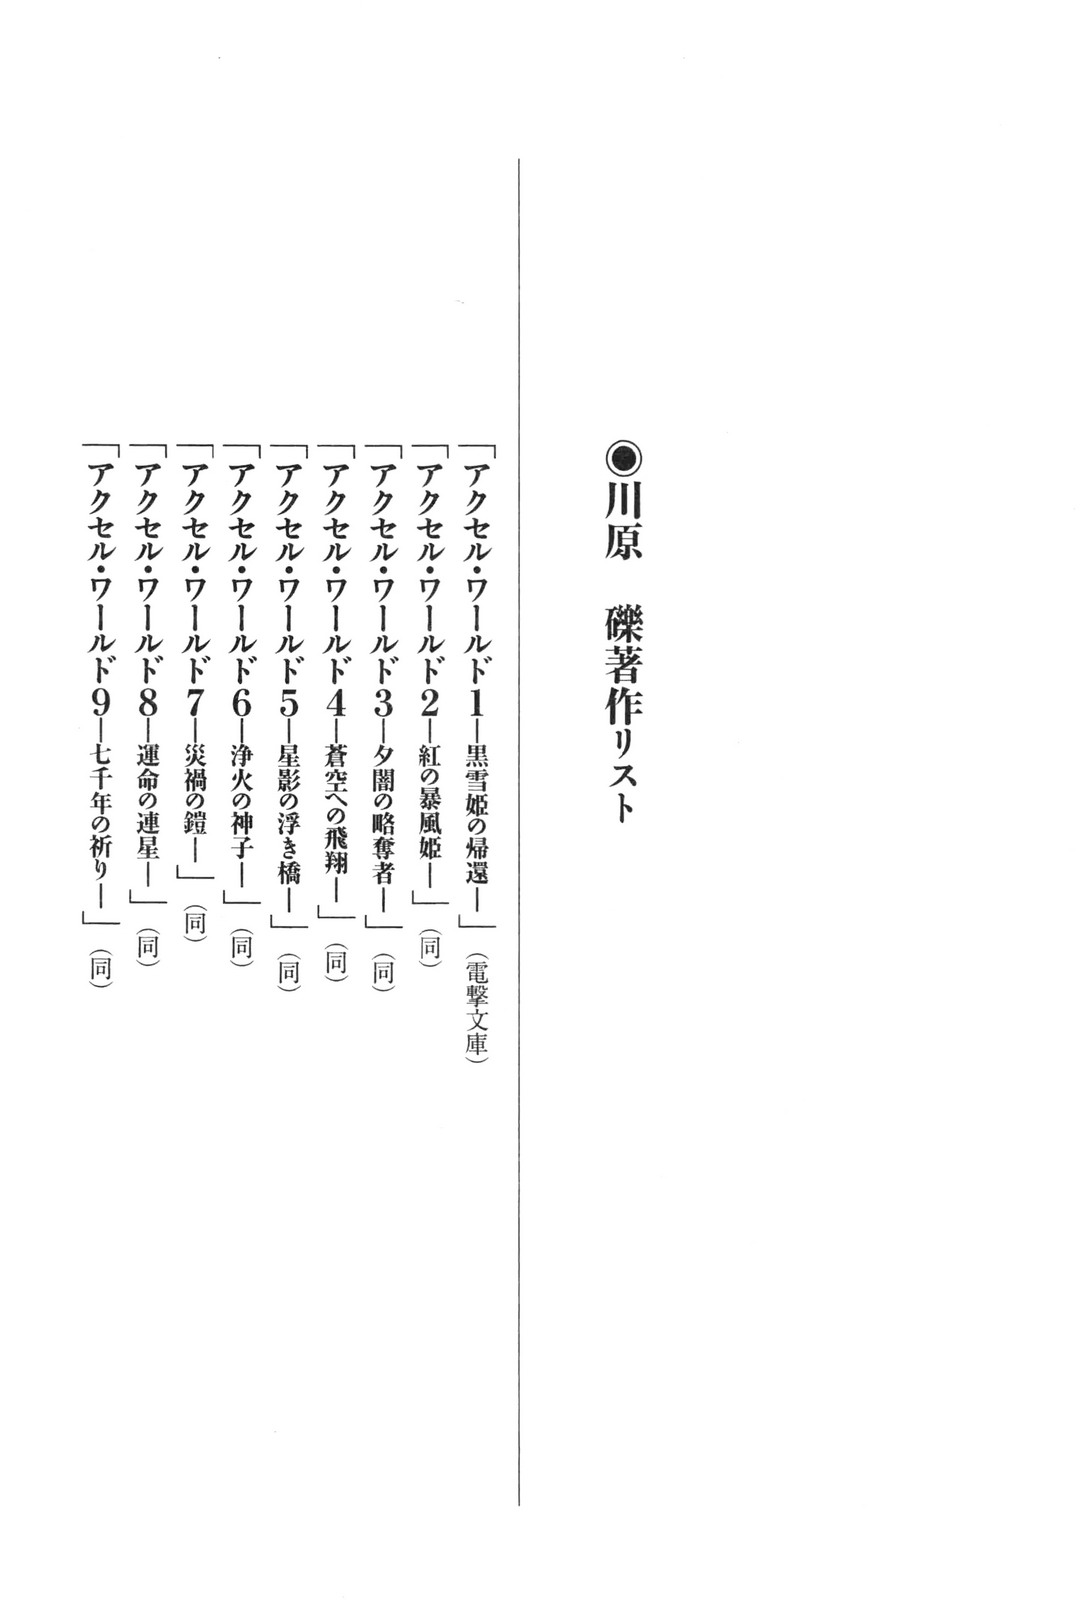 ◉川原　礫著作リスト
「アクセル・ワールド1―黒雪姫の帰還―」（電撃文庫）
「アクセル・ワールド2―紅の暴風姫―」（同）
「アクセル・ワールド3―夕闇の略奪者―」（同）
「アクセル・ワールド4―蒼空への飛翔―」（同）
「アクセル・ワールド5―星影の浮き橋―」（同）
「アクセル・ワールド6―浄火の神子―」（同）
「アクセル・ワールド7―災禍の鎧―」（同）
「アクセル・ワールド8―運命の連星―」（同）
「アクセル・ワールド9―七千年の祈り―」（同）